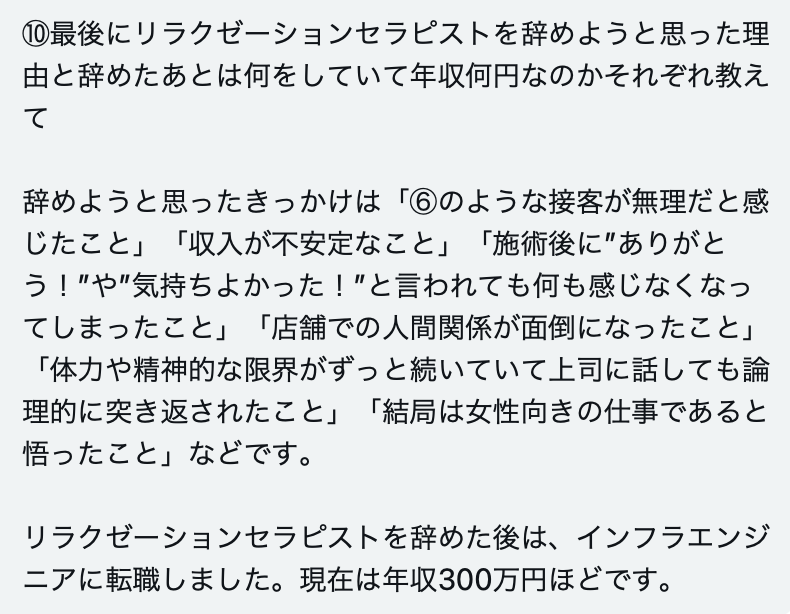 ⑩最後にリラクゼーションセラピストを辞めようと思った理
由と辞めたあとは何をしていて年収何円なのかそれぞれ教え
て
辞めようと思ったきっかけは「⑥のような接客が無理だと感
じたこと」「収入が不安定なこと」「施術後に”ありがと
う！”や”気持ちよかった！”と言われても何も感じなくなっ
てしまったこと」「店舗での人間関係が面倒になったこと」
「体力や精神的な限界がずっと続いていて上司に話しても論
理的に突き返されたこと」「結局は女性向きの仕事であると
悟ったこと」などです。
リラクゼーションセラピストを辞めた後は、インフラエンジ
ニアに転職しました。現在は年収300万円ほどです。